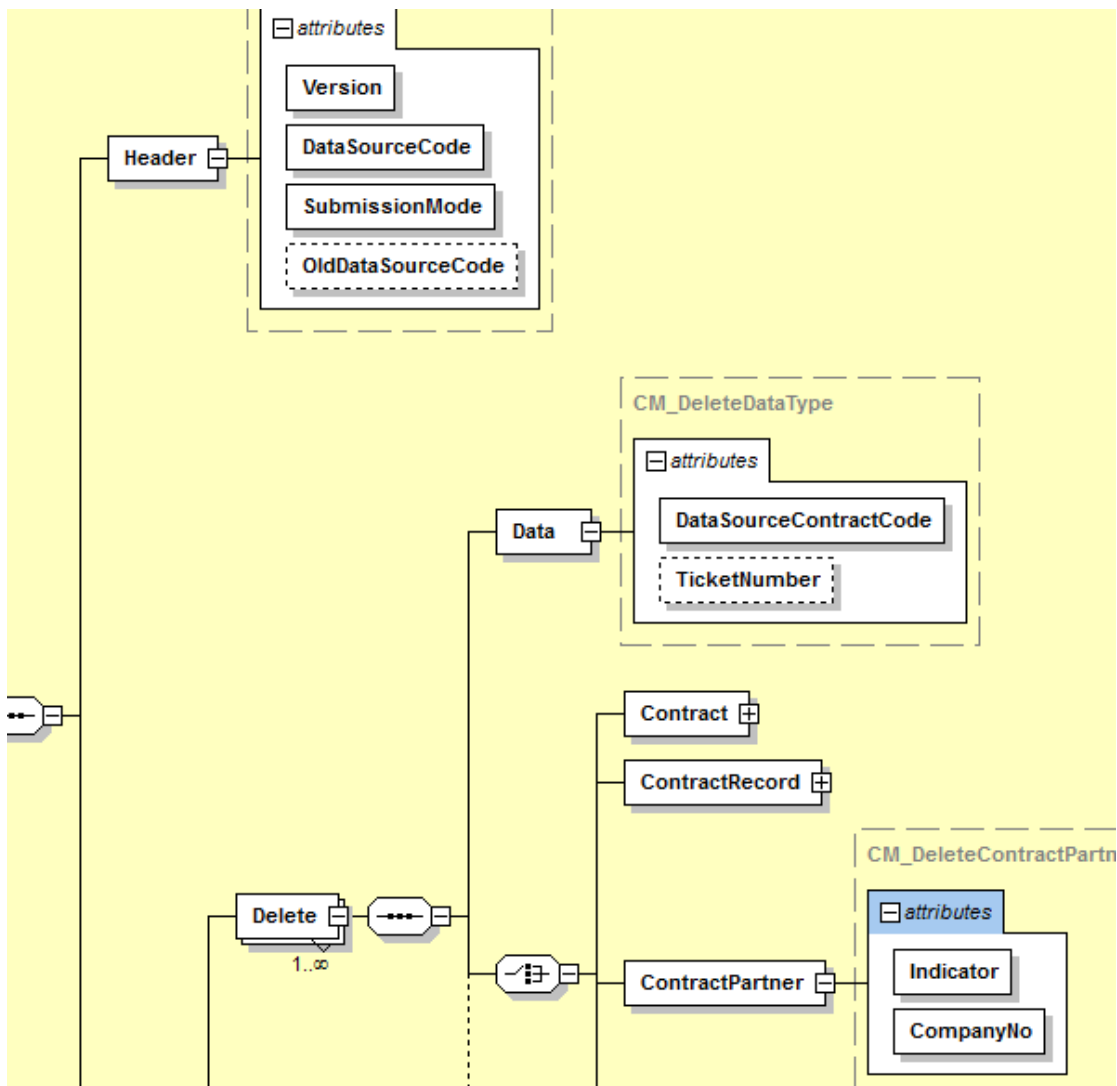 attributes
Version
DataSourceCode
Header
SubmissionMode
OldDataSourceCode
CM_DeleteDataType
attributes
DataSourceContractCode
Data
TicketNumber
Contract
ContractRecord
CM_DeleteContractPartn
attributes
Delete
1..∞
Indicator
ContractPartner
CompanyNo